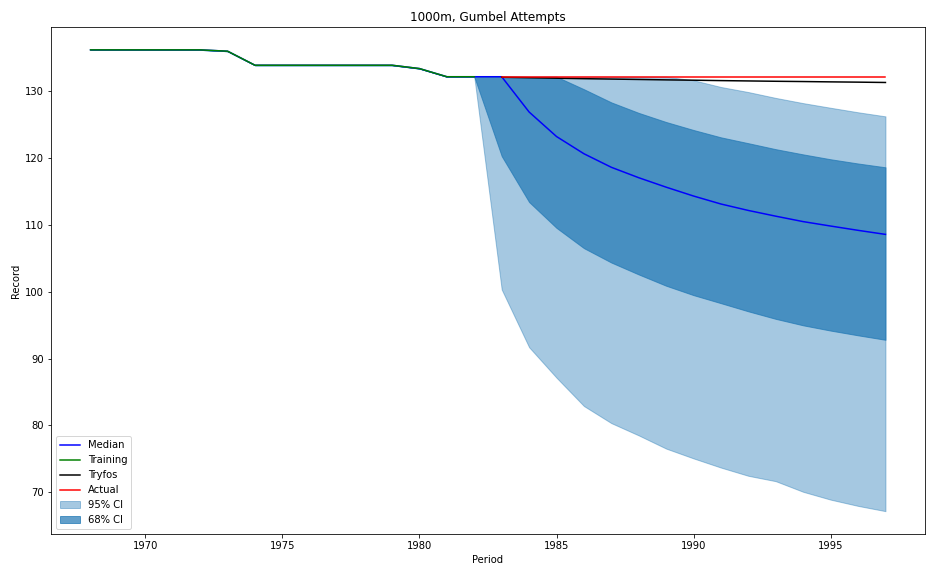 1000m, Gumbel Attempts
Record
130
120
110
100
90
80
70
Median
Training
Tryfos
Actual
95% CI
68% CI
1970
1975
1980
1985
1990
1995
Period